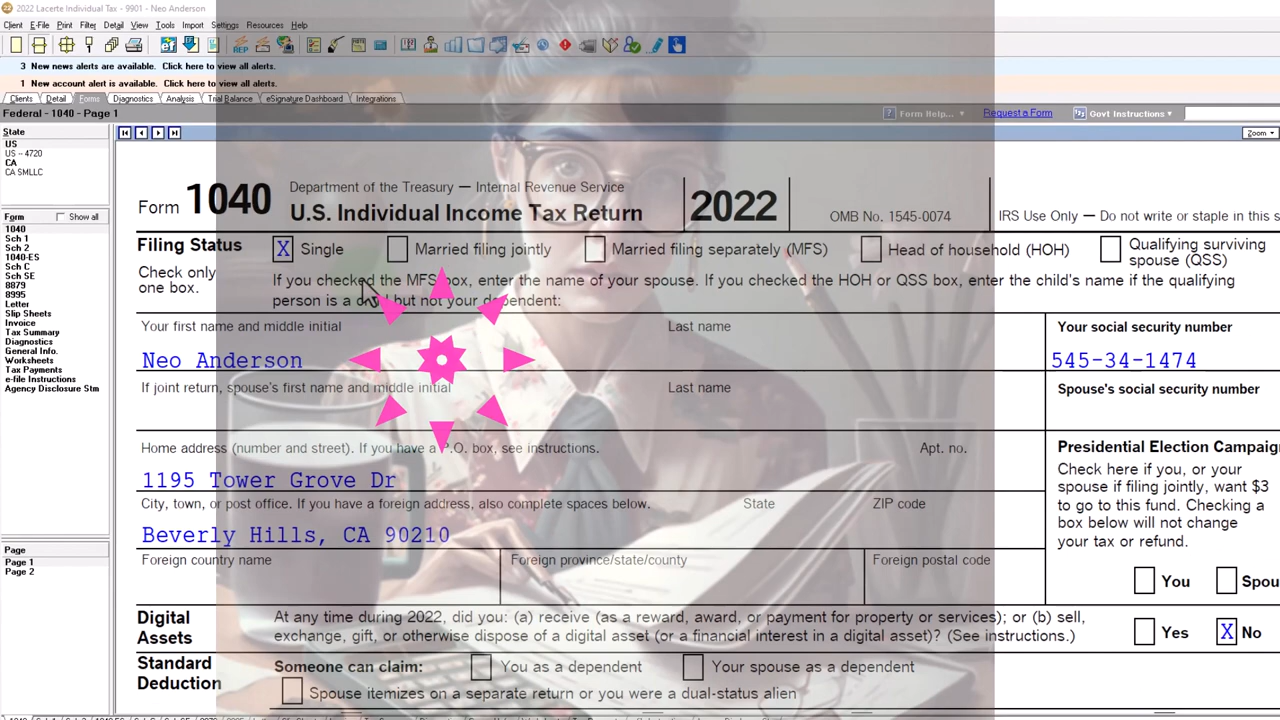 2022 Lacerte Individual Tax - 9901 - Neo Anderson
Client E-File Print Filter Detail View Tools Import Settings Resources Help
3 New news alerts are available. Click here to view all alerts.
1 New account alert is available. Click here to view all alerts.
Clients Detail Forms Diagnostics Analysis Trial Balance eSignature Dashboard Integrations
Federal - 1040 - Page 1 Form Help... Request a Form Govt Instructions
State
US
US -- 4720
CA
CA SMLLC
Zoom
Form Show all
1040
Sch 1
Sch 2
1040-ES
Sch C
Sch SE
8879
8995
Letter
Slip Sheets
Invoice
Tax Summary
Diagnostics
General Info.
Worksheets
Tax Payments
e-file Instructions
Agency Disclosure Stm
Page
Page 1
Page 2
Form 1040
Department of the Treasury — Internal Revenue Service
U.S. Individual Income Tax Return
2022
OMB No. 1545-0074
IRS Use Only — Do not write or staple in this s
Filing Status
X Single Married filing jointly Married filing separately (MFS) Head of household (HOH) Qualifying surviving
spouse (QSS)
Check only
one box.
If you checked the MFS box, enter the name of your spouse. If you checked the HOH or QSS box, enter the child's name if the qualifying
person is a but not your dependent:
Your first name and middle initial Last name Your social security number
Neo Anderson 545-34-1474
If joint return, spouse's first name and middle initial Last name Spouse's social security number
Home address (number and street). If you have a P.O. box, see instructions. Apt. no.
1195 Tower Grove Dr
City, town, or post office. If you have a foreign address, also complete spaces below. State ZIP code
Beverly Hills, CA 90210
Foreign country name Foreign province/state/county Foreign postal code
Presidential Election Campaig
Check here if you, or your
spouse if filing jointly, want $3
to go to this fund. Checking a
box below will not change
your tax or refund.
You Spou
Digital
Assets
At any time during 2022, did you: (a) receive (as a reward, award, or payment for property or services); or (b) sell,
exchange, gift, or otherwise dispose of a digital asset (or a financial interest in a digital asset)? (See instructions.)
Yes X No
Standard
Deduction
Someone can claim: You as a dependent Your spouse as a dependent
Spouse itemizes on a separate return or you were a dual-status alien